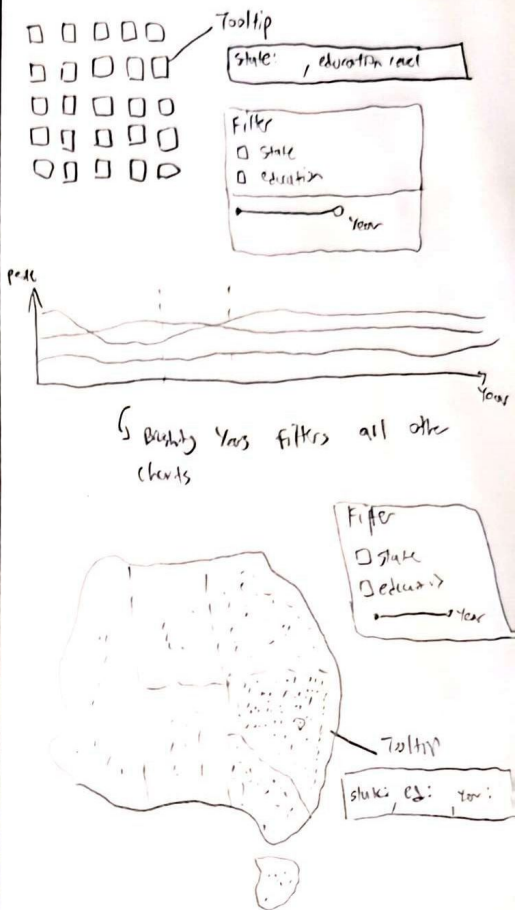 Tooltip
State: , education level
Filter
State
education
Year
Years
Brushing Years filters all other
charts
Filter
State
education
Year
Tooltip
State: ed: Year: